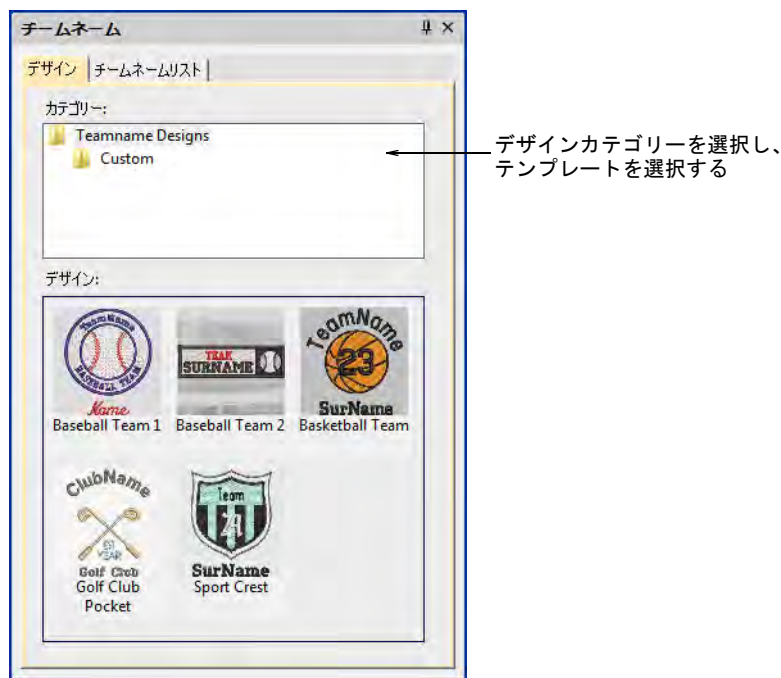 チームネーム
デザイン チームネームリスト
カテゴリー:
Teamname Designs
Custom
デザインカテゴリーを選択し、
テンプレートを選択する
デザイン:
TeamName
BASEBALL TEAM
Name
Baseball Team 1
TEAM
SURNAME
Baseball Team 2
TeamName
23
SurName
Basketball Team
ClubName
EST
YEAR
Golf Club
Golf Club
Pocket
Team
A
SurName
Sport Crest